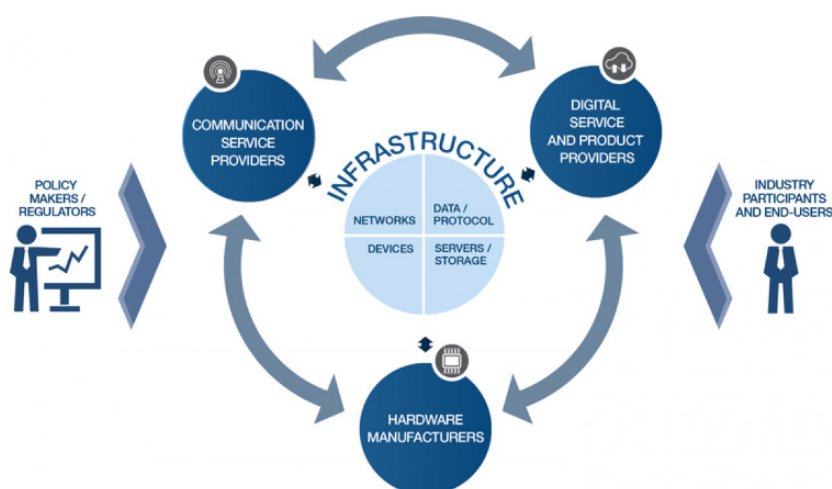 COMMUNICATION
SERVICE
PROVIDERS
DIGITAL
SERVICE
AND PRODUCT
PROVIDERS
POLICY
MAKERS /
REGULATORS
INFRASTRUCTURE
NETWORKS
DATA /
PROTOCOL
DEVICES
SERVERS /
STORAGE
INDUSTRY
PARTICIPANTS
AND END-USERS
HARDWARE
MANUFACTURERS